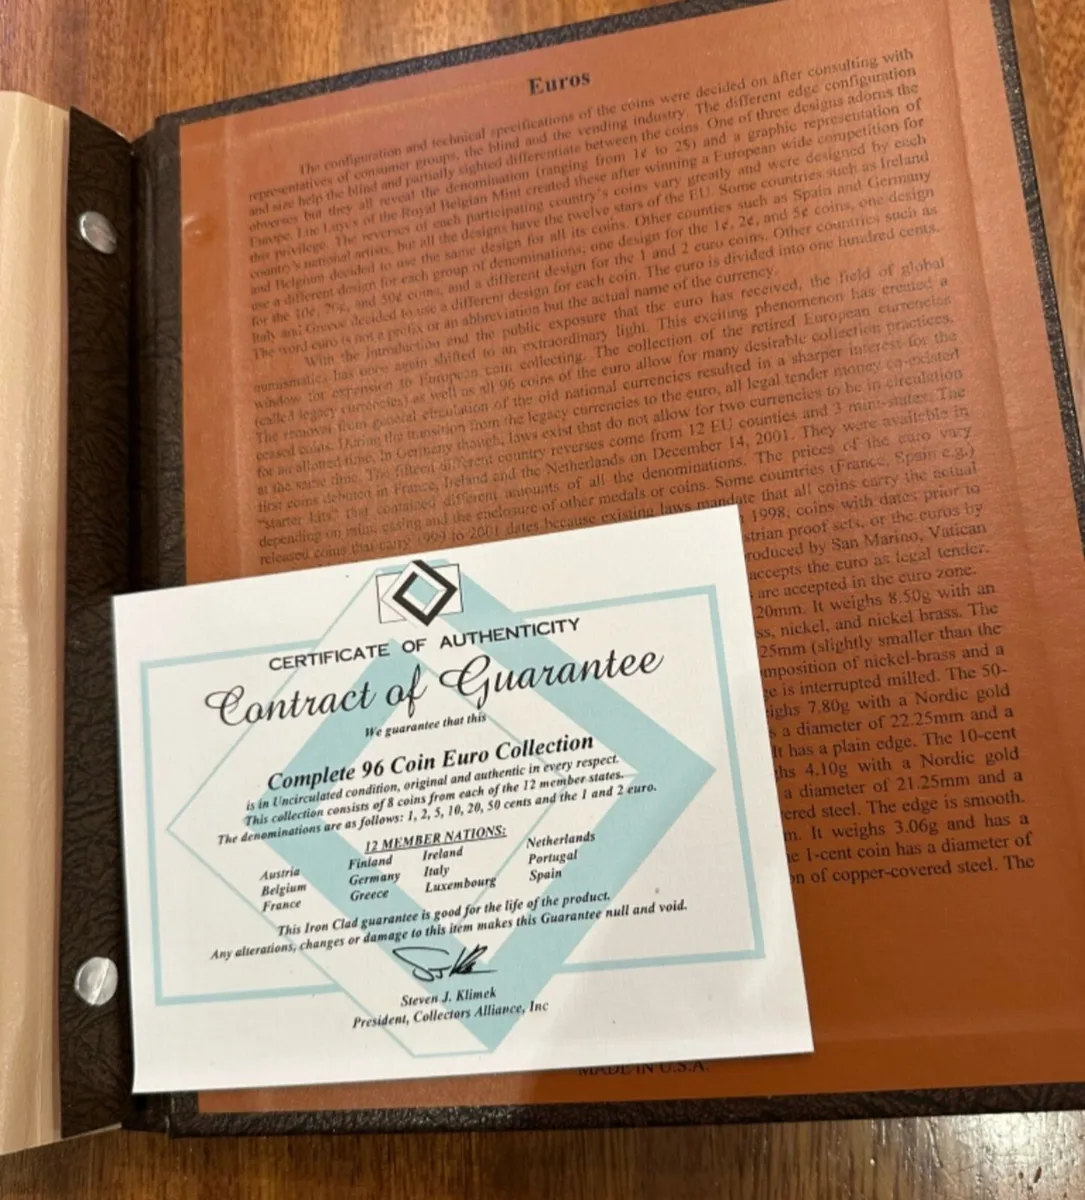 Euros
The configuration and technical specifications of the coins were decided on after consulting with
representatives of consumer groups, the blind and the vending industry. The different edge configuration
and size help the blind and partially sighted differentiate between the coins. One of three designs adorns the
obverses but they all reveal the denomination (ranging from 1¢ to 2$) and a graphic representation of
Europe. Luc Luycx of the Royal Belgian Mint created these after winning a European wide competition for
this privilege. The reverses of each participating country's coins vary greatly and were designed by each
country's national artists, but all the designs have the twelve stars of the EU. Some countries such as Ireland
and Belgium decided to use the same design for all its coins. Other counties such as Spain and Germany
use a different design for each group of denominations; one design for the 1¢, 2¢, and 5¢ coins, one design
for the 10¢, 20¢, and 50¢ coins, and a different design for the 1 and 2 euro coins. Other countries such as
Italy and Greece decided to use a different design for each coin. The euro is divided into one hundred cents.
The word euro is not a prefix or an abbreviation but the actual name of the currency.
With the introduction and the public exposure that the euro has received, the field of global
numismatics has once again shifted to an extraordinary light. This exciting phenomenon has created a
window for expansion to European coin collecting. The collection of the retired European currencies
(called legacy currencies) as well as all 96 coins of the euro allow for many desirable collection practices.
The removal from general circulation of the old national currencies resulted in a sharper interest for the
ceased coins. During the transition from the legacy currencies to the euro, all legal tender money co-existed
for an allotted time. In Germany though, laws exist that do not allow for two currencies to be in circulation
at the same time. The fifteen different country reverses come from 12 EU counties and 3 mint-states. The
first coins debuted in France, Ireland and the Netherlands on December 14, 2001. They were available in
"starter kits" that contained different amounts of all the denominations. The prices of the euro vary
depending on mint, casing and the enclosure of other medals or coins. Some countries (France, Spain e.g.)
released coins that carry 1999 to 2001 dates because existing laws mandate that all coins carry the actual
1998, coins with dates prior to
strian proof sets, or the euros by
roduced by San Marino, Vatican
accepts the euro as legal tender.
are accepted in the euro zone.
20mm. It weighs 8.50g with an
ss, nickel, and nickel brass. The
25mm (slightly smaller than the
mposition of nickel-brass and a
ge is interrupted milled. The 50-
ighs 7.80g with a Nordic gold
s a diameter of 22.25mm and a
It has a plain edge. The 10-cent
ghs 4.10g with a Nordic gold
a diameter of 21.25mm and a
ered steel. The edge is smooth.
m. It weighs 3.06g and has a
e 1-cent coin has a diameter of
on of copper-covered steel. The
CERTIFICATE OF AUTHENTICITY
Contract of Guarantee
We guarantee that this
Complete 96 Coin Euro Collection
is in Uncirculated condition, original and authentic in every respect.
This collection consists of 8 coins from each of the 12 member states.
The denominations are as follows: 1, 2, 5, 10, 20, 50 cents and the 1 and 2 euro.
12 MEMBER NATIONS:
Austria Finland Ireland Netherlands
Belgium Germany Italy Portugal
France Greece Luxembourg Spain
This Iron Clad guarantee is good for the life of the product.
Any alterations, changes or damage to this item makes this Guarantee null and void.
Steven J. Klimek
President, Collectors Alliance, Inc
MADE IN U.S.A.